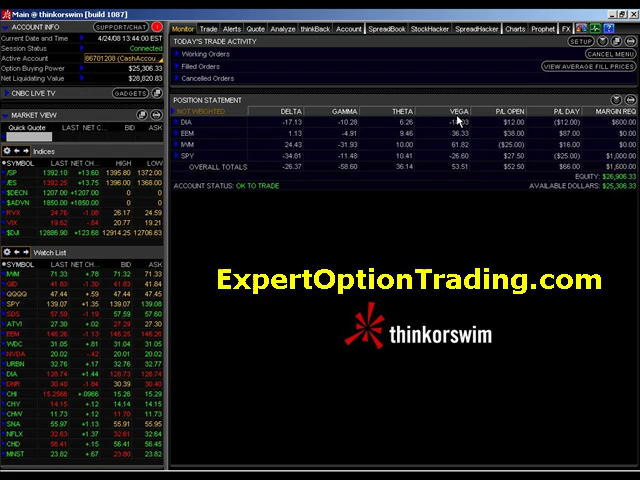 Main @ thinkorswim [build 1087]
ACCOUNT INFO SUPPORT/CHAT
Current Date and Time 4/24/08 13:44:00 EST
Session Status Connected
Active Account 86701208 (CashAccou...
Option Buying Power $25,306.33
Net Liquidating Value $28,820.83
CNBC LIVE TV GADGETS
MARKET VIEW
Quick Quote LAST NET C... BID ASK
Indices
SYMBOL LAST NET C... HIGH LOW
/SP 1392.10 +13.60 1395.80 1372.00
/ES 1392.25 +13.75 1396.00 1368.00
$DECN 1207.00 +1207.00 0
$ADVN 1850.00 +1850.00 0
RVX 24.76 -1.08 26.17 24.59
VIX 19.62 -.64 20.77 19.21
$DJI 12886.90 +123.68 12914.25 12706.63
Watch List
SYMBOL LAST NET C... BID ASK
IWM 71.33 +.78 71.32 71.33
QID 41.83 -1.30 41.84
QQQQ 47.44 +.59 47.44 47.45
SPY 139.07 +1.35 139.07 139.08
SDS 57.59 -1.19 57.59 57.60
ATVI 27.30 +.02 27.29 27.30
EEM 146.26 -1.13 146.25 146.28
WDC 31.05 +.81 31.04 31.05
NVDA 20.02 -.42 20.01 20.02
URBN 32.76 +.17 32.76 32.77
DIA 128.74 +1.44 128.73 128.74
DNR 30.40 -1.84 30.39 30.40
CHI 15.2566 +.0966 15.26 15.29
CHY 14.15 +.12 14.14 14.15
CHW 11.73 +.12 11.70 11.73
SNA 55.97 +1.13 55.91 55.95
NFLX 32.63 +1.37 32.61 32.64
CHD 56.41 +.15 56.41 56.45
MNST 23.82 +.67 23.80 23.82
Monitor Trade Alerts Quote Analyze thinkBack Account SpreadBook StockHacker SpreadHacker Charts Prophet FX
TODAY'S TRADE ACTIVITY SETUP
Working Orders CANCEL MENU
Filled Orders VIEW AVERAGE FILL PRICES
Cancelled Orders
POSITION STATEMENT
NOT WEIGHTED DELTA GAMMA THETA VEGA P/L OPEN P/L DAY MARGIN REQ
DIA -17.13 -10.28 6.26 $12.00 ($12.00) $600.00
EEM 1.13 -4.91 9.46 36.33 $38.00 $87.00 $0.00
IWM 24.43 -31.93 10.00 61.82 ($25.00) $16.00 $0.00
SPY -34.81 -11.48 10.41 -26.60 $27.50 ($25.00) $1,000.00
OVERALL TOTALS -26.37 -58.60 36.14 53.51 $52.50 $66.00 $1,600.00
EQUITY: $26,906.33
ACCOUNT STATUS: OK TO TRADE AVAILABLE DOLLARS: $25,306.33
ExpertOptionTrading.com
thinkorswim